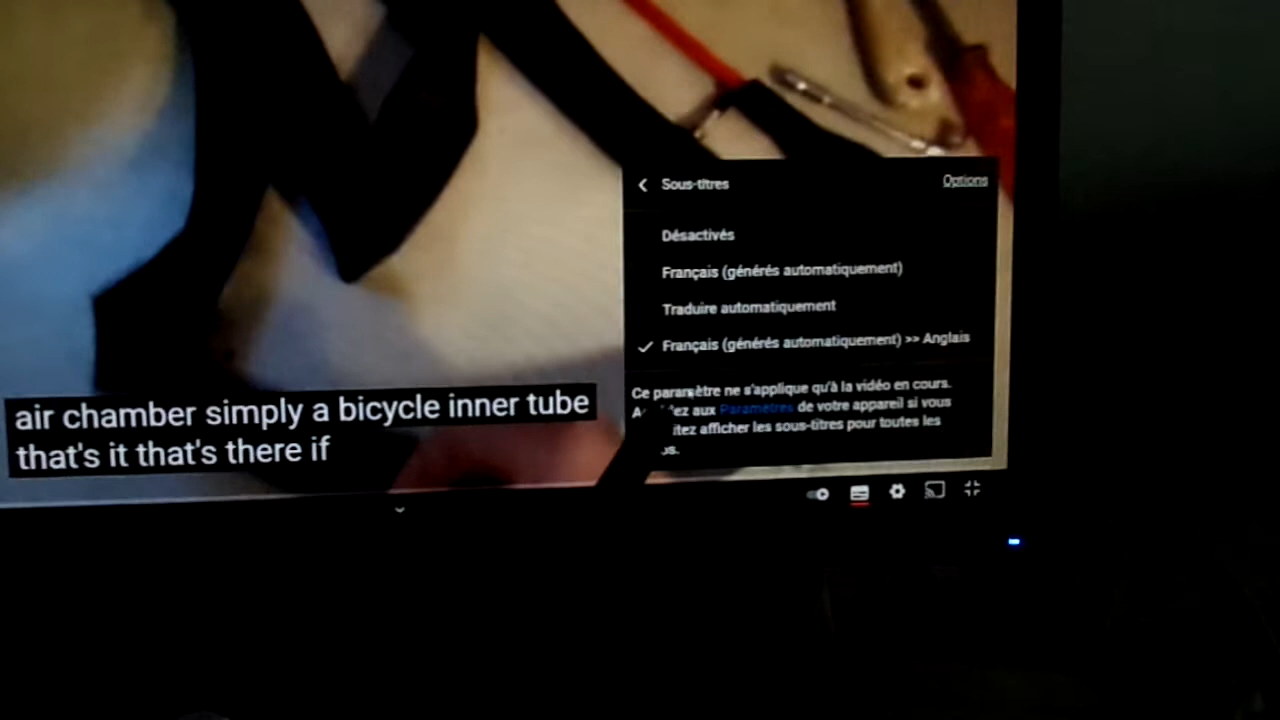 Sous-titres
Options
Désactivés
Français (générés automatiquement)
Traduire automatiquement
Français (générés automatiquement) >> Anglais
Ce paramètre ne s'applique qu'à la vidéo en cours.
aux Paramètres de votre appareil si vous
afficher les sous-titres pour toutes les
air chamber simply a bicycle inner tube
that's it that's there if